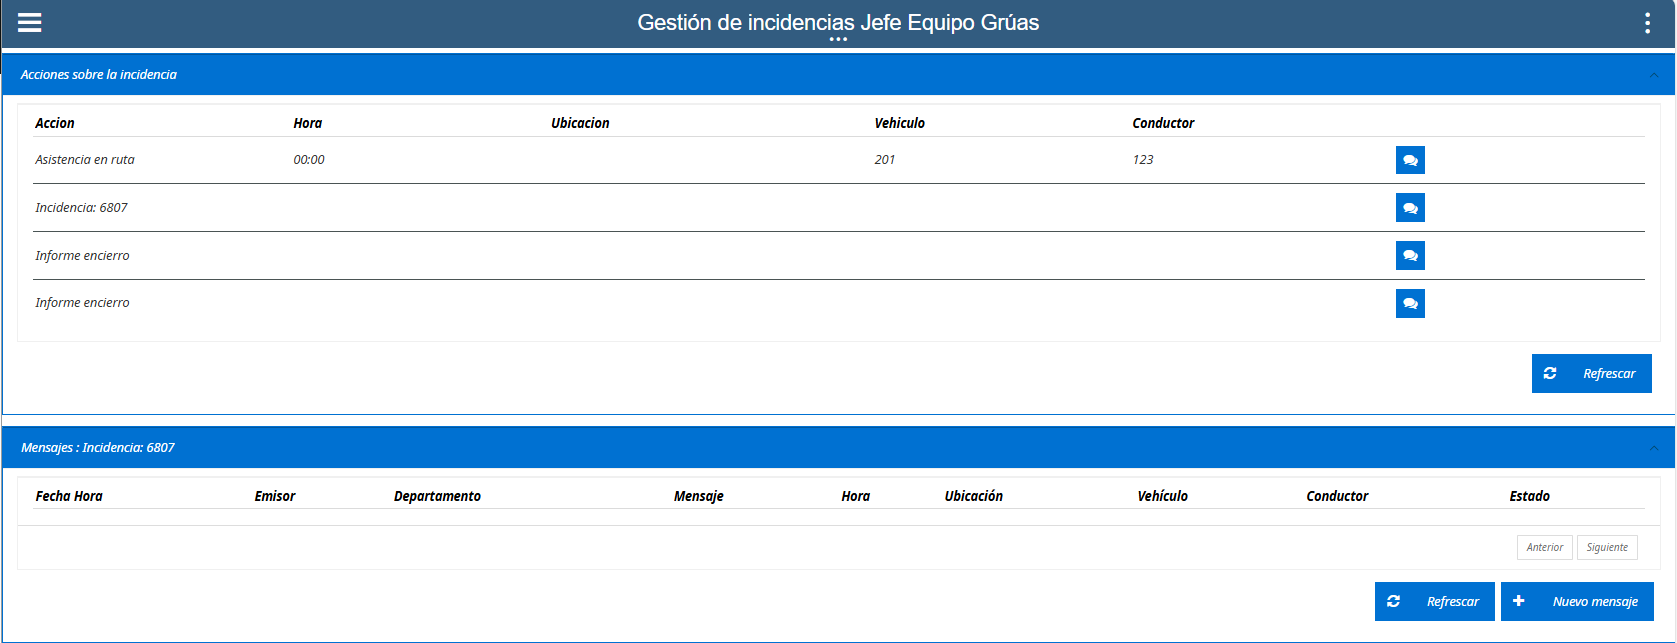 Gestión de incidencias Jefe Equipo Grúas
Acciones sobre la incidencia
Accion Hora Ubicacion Vehiculo Conductor
Asistencia en ruta 00:00 201 123
Incidencia: 6807
Informe encierro
Informe encierro
Refrescar
Mensajes : Incidencia: 6807
Fecha Hora Emisor Departamento Mensaje Hora Ubicación Vehículo Conductor Estado
Anterior Siguiente
Refrescar Nuevo mensaje